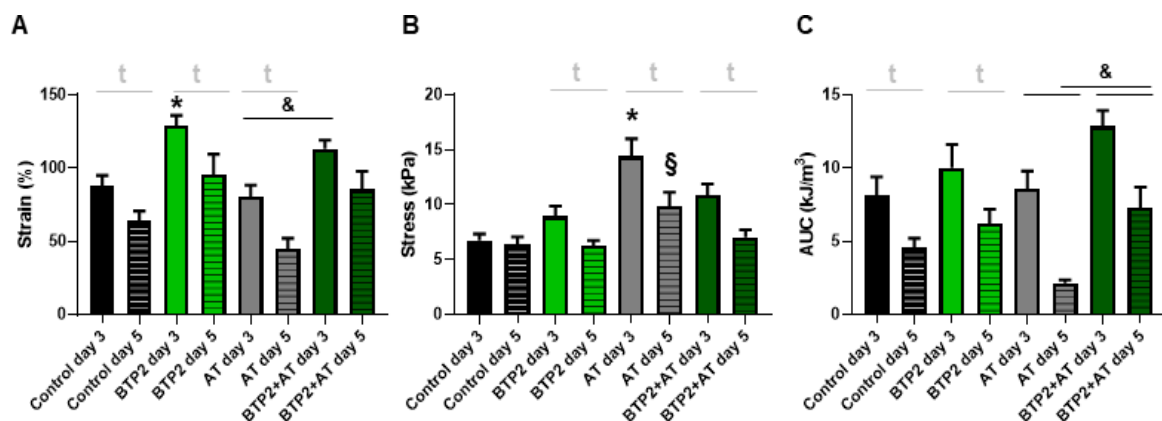 A
t t t
150
100
50
0
Strain (%)
*
&
Control day 3
Control day 5
BTP2 day 3
BTP2 day 5
AT day 3
AT day 5
BTP2+AT day 3
BTP2+AT day 5
B
t t t
20
15
10
5
0
Stress (kPa)
*
§
Control day 3
Control day 5
BTP2 day 3
BTP2 day 5
AT day 3
AT day 5
BTP2+AT day 3
BTP2+AT day 5
C
t t
&
15
10
5
0
AUC (kJ/m³)
Control day 3
Control day 5
BTP2 day 3
BTP2 day 5
AT day 3
AT day 5
BTP2+AT day 3
BTP2+AT day 5